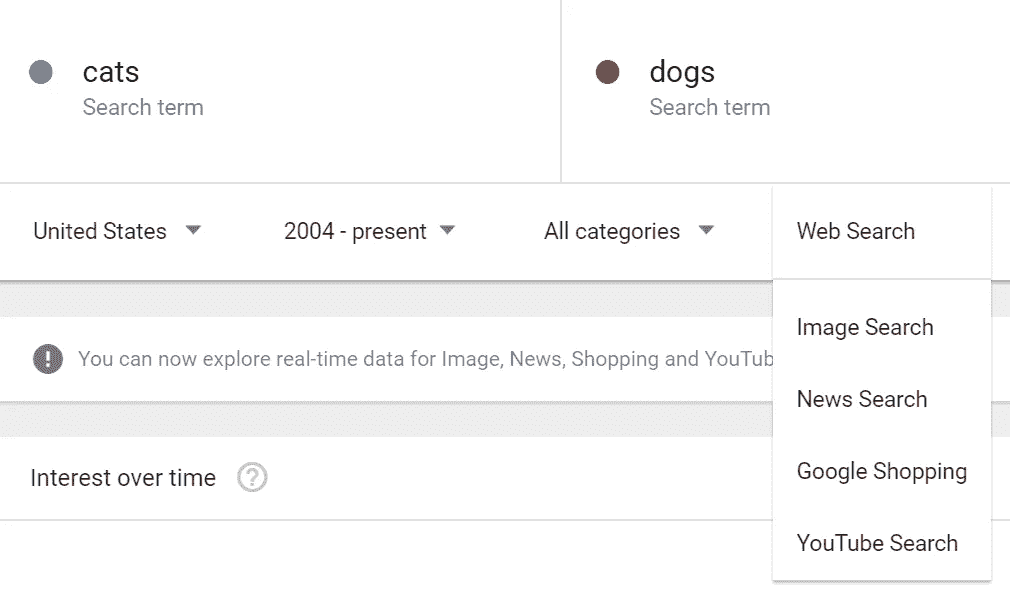 cats
Search term
dogs
Search term
United States
2004 - present
All categories
Web Search
Image Search
News Search
Google Shopping
YouTube Search
You can now explore real-time data for Image, News, Shopping and YouTub
Interest over time